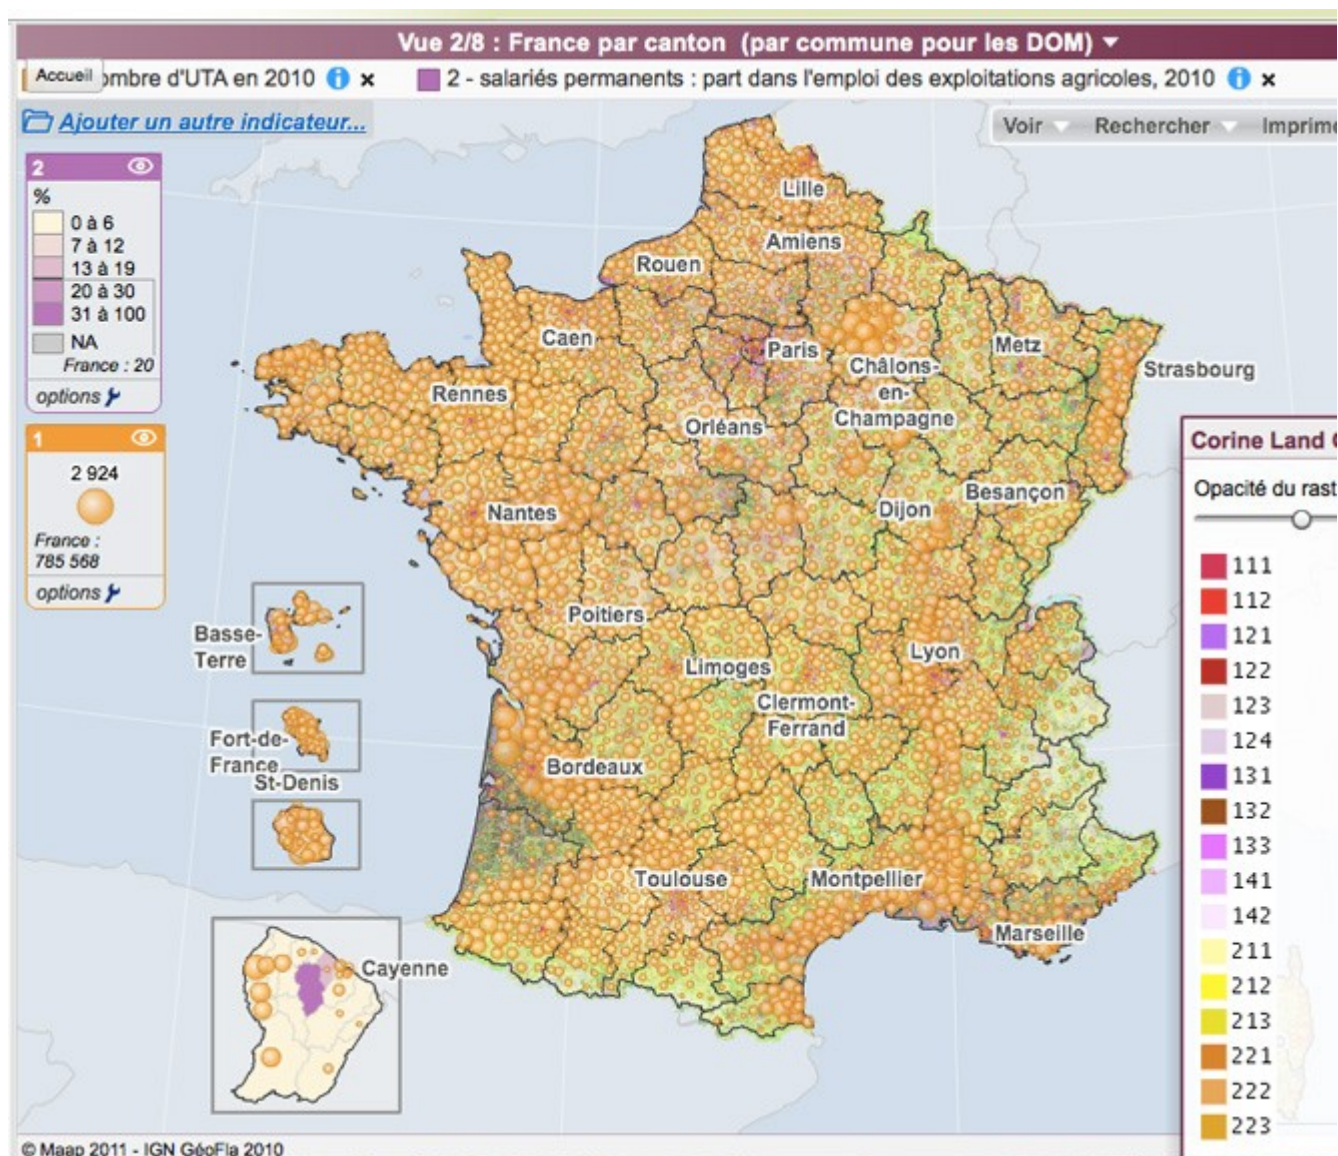 Vue 2/8 : France par canton (par commune pour les DOM)
Accueil ombre d'UTA en 2010 i x 2 - salariés permanents : part dans l'emploi des exploitations agricoles, 2010 i x
Ajouter un autre indicateur...
Voir Rechercher Imprime
2
%
0 à 6
7 à 12
13 à 19
20 à 30
31 à 100
NA
France : 20
options
1
2 924
France :
785 568
options
Lille
Amiens
Rouen
Caen
Paris
Metz
Strasbourg
Châlons-
en-
Champagne
Rennes
Orléans
Besançon
Nantes
Dijon
Poitiers
Limoges
Lyon
Clermont-
Ferrand
Bordeaux
Toulouse
Montpellier
Marseille
Basse-
Terre
Fort-de-
France
St-Denis
Cayenne
Corine Land C
Opacité du rast
111
112
121
122
123
124
131
132
133
141
142
211
212
213
221
222
223
© Maap 2011 - IGN GéoFla 2010